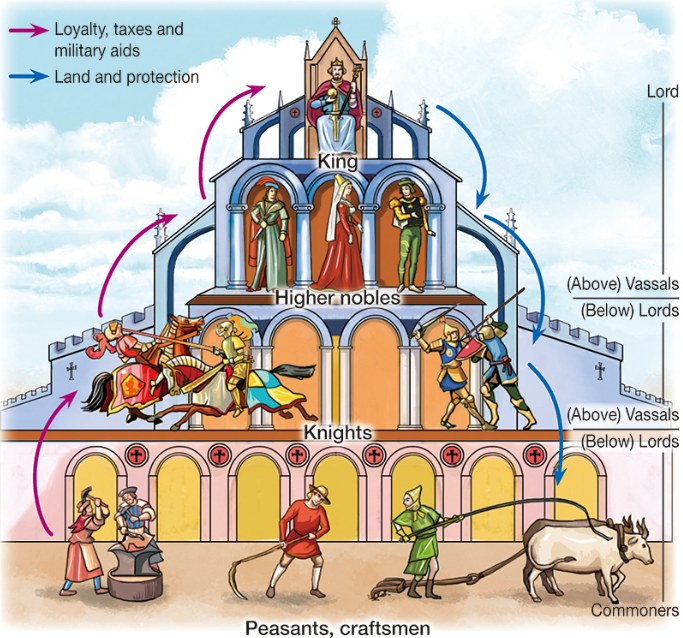 Loyalty, taxes and
military aids
Land and protection
Lord
King
Higher nobles
(Above) Vassals
(Below) Lords
Knights
(Above) Vassals
(Below) Lords
Commoners
Peasants, craftsmen